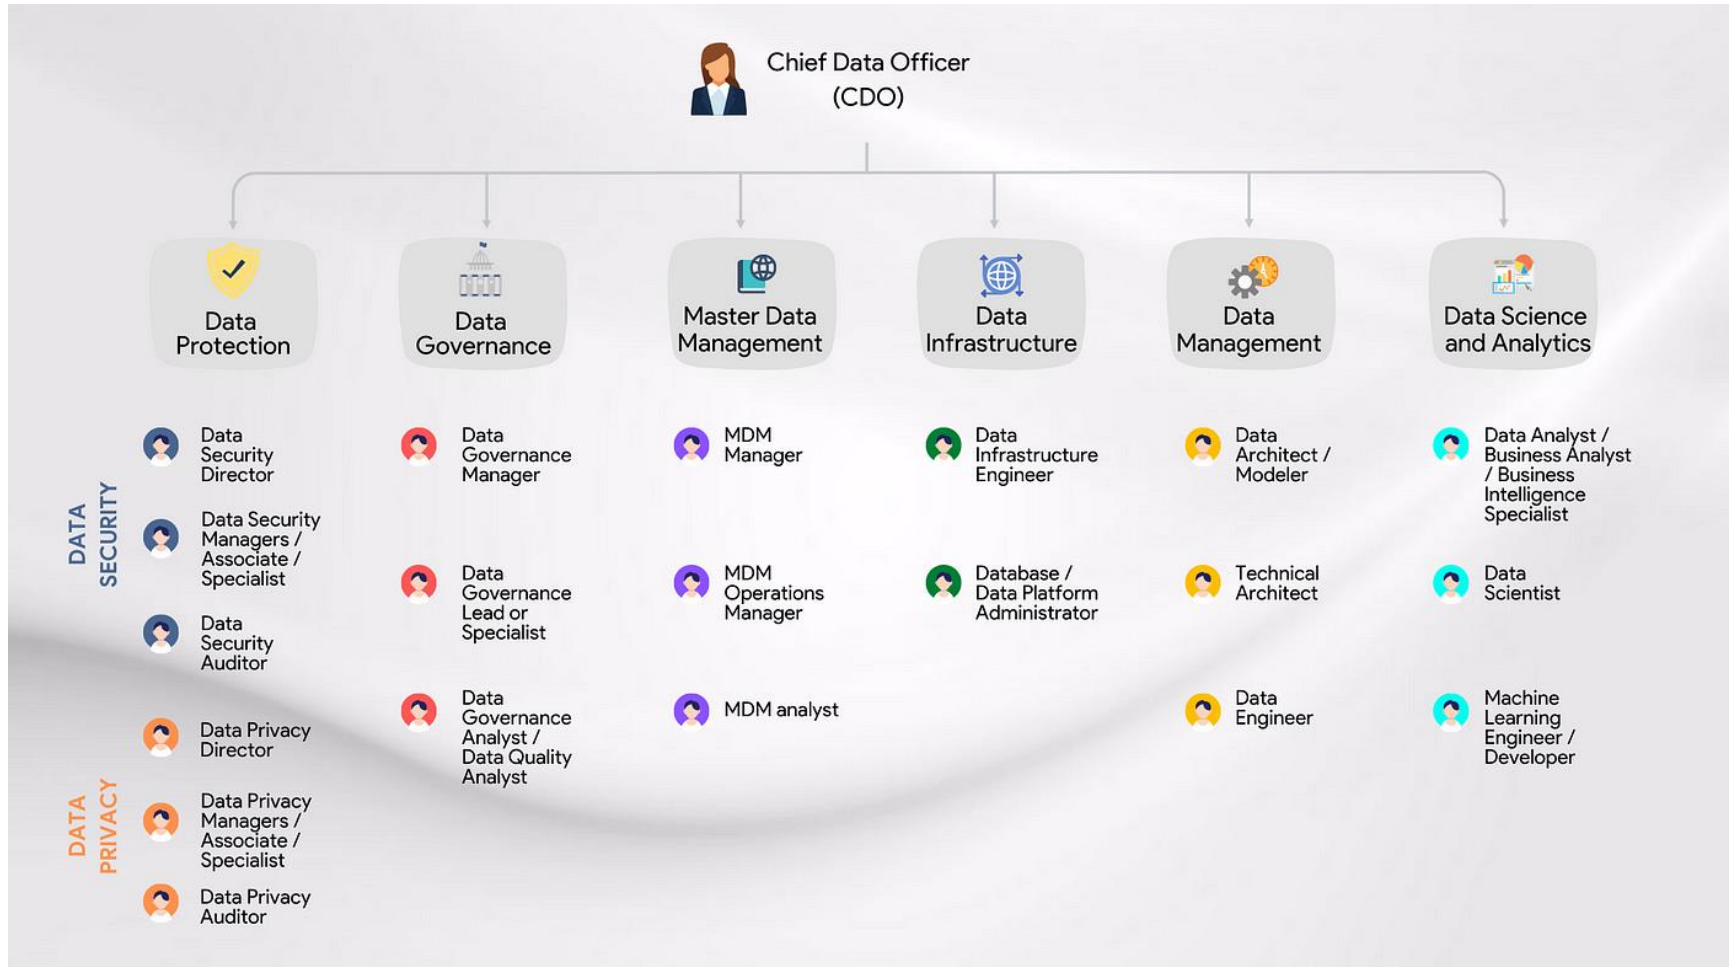 Chief Data Officer
(CDO)
Data
Protection
Data
Governance
Master Data
Management
Data
Infrastructure
Data
Management
Data Science
and Analytics
DATA
SECURITY
Data
Security
Director
Data Security
Managers /
Associate /
Specialist
Data
Security
Auditor
DATA
PRIVACY
Data Privacy
Director
Data Privacy
Managers /
Associate /
Specialist
Data Privacy
Auditor
Data
Governance
Manager
Data
Governance
Lead or
Specialist
Data
Governance
Analyst /
Data Quality
Analyst
MDM
Manager
MDM
Operations
Manager
MDM analyst
Data
Infrastructure
Engineer
Database /
Data Platform
Administrator
Data
Architect /
Modeler
Technical
Architect
Data
Engineer
Data Analyst /
Business Analyst
/ Business
Intelligence
Specialist
Data
Scientist
Machine
Learning
Engineer /
Developer